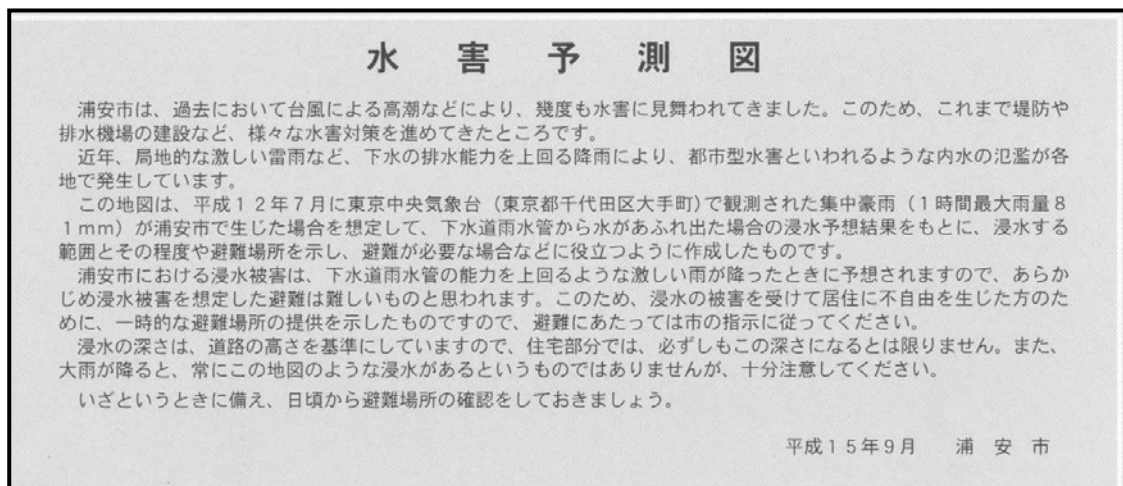 水　害　予　測　図
　浦安市は、過去において台風による高潮などにより、幾度も水害に見舞われてきました。このため、これまで堤防や
排水機場の建設など、様々な水害対策を進めてきたところです。
　近年、局地的な激しい雷雨など、下水の排水能力を上回る降雨により、都市型水害といわれるような内水の氾濫が各
地で発生しています。
　この地図は、平成１２年７月に東京中央気象台（東京都千代田区大手町）で観測された集中豪雨（１時間最大雨量８
１ｍｍ）が浦安市で生じた場合を想定して、下水道雨水管から水があふれ出た場合の浸水予想結果をもとに、浸水する
範囲とその程度や避難場所を示し、避難が必要な場合などに役立つように作成したものです。
　浦安市における浸水被害は、下水道雨水管の能力を上回るような激しい雨が降ったときに予想されますので、あらか
じめ浸水被害を想定した避難は難しいものと思われます。このため、浸水の被害を受けて居住に不自由を生じた方のた
めに、一時的な避難場所の提供を示したものですので、避難にあたっては市の指示に従ってください。
　浸水の深さは、道路の高さを基準にしていますので、住宅部分では、必ずしもこの深さになるとは限りません。また、
大雨が降ると、常にこの地図のような浸水があるというものではありませんが、十分注意してください。
　いざというときに備え、日頃から避難場所の確認をしておきましょう。
平成１５年９月　　浦　安　市